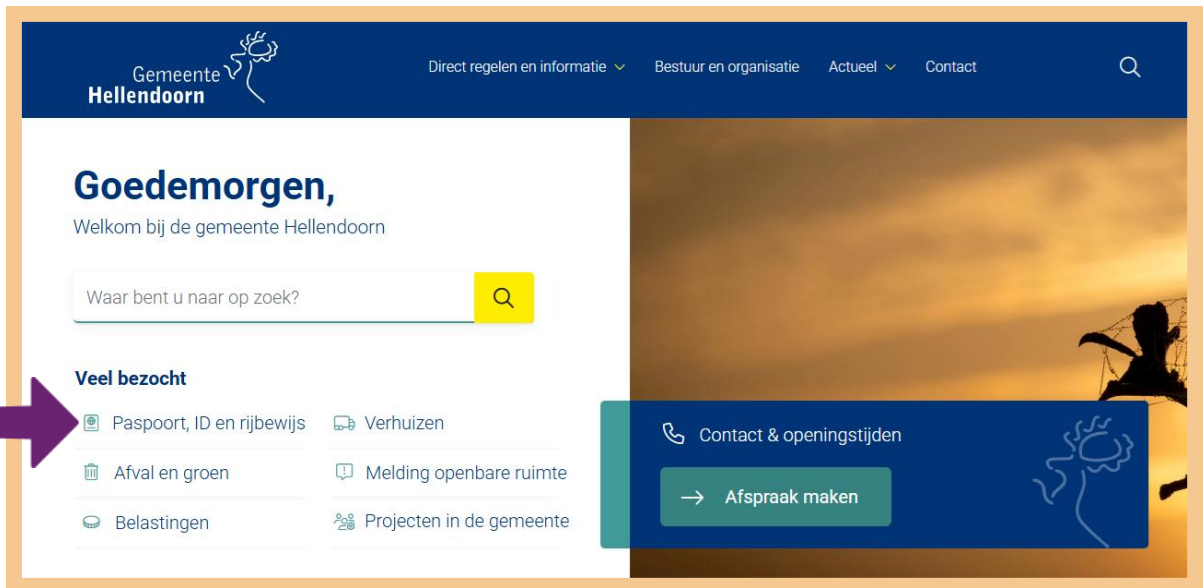 Gemeente
Hellendoorn
Direct regelen en informatie
Bestuur en organisatie
Actueel
Contact
Goedemorgen,
Welkom bij de gemeente Hellendoorn
Waar bent u naar op zoek?
Veel bezocht
Paspoort, ID en rijbewijs
Verhuizen
Afval en groen
Melding openbare ruimte
Belastingen
Projecten in de gemeente
Contact & openingstijden
Afspraak maken